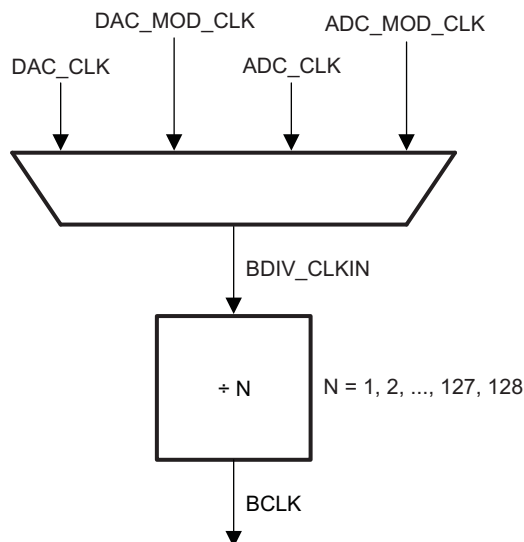 DAC_MOD_CLK
ADC_MOD_CLK
DAC_CLK
ADC_CLK
BDIV_CLKIN
÷ N
N = 1, 2, ..., 127, 128
BCLK